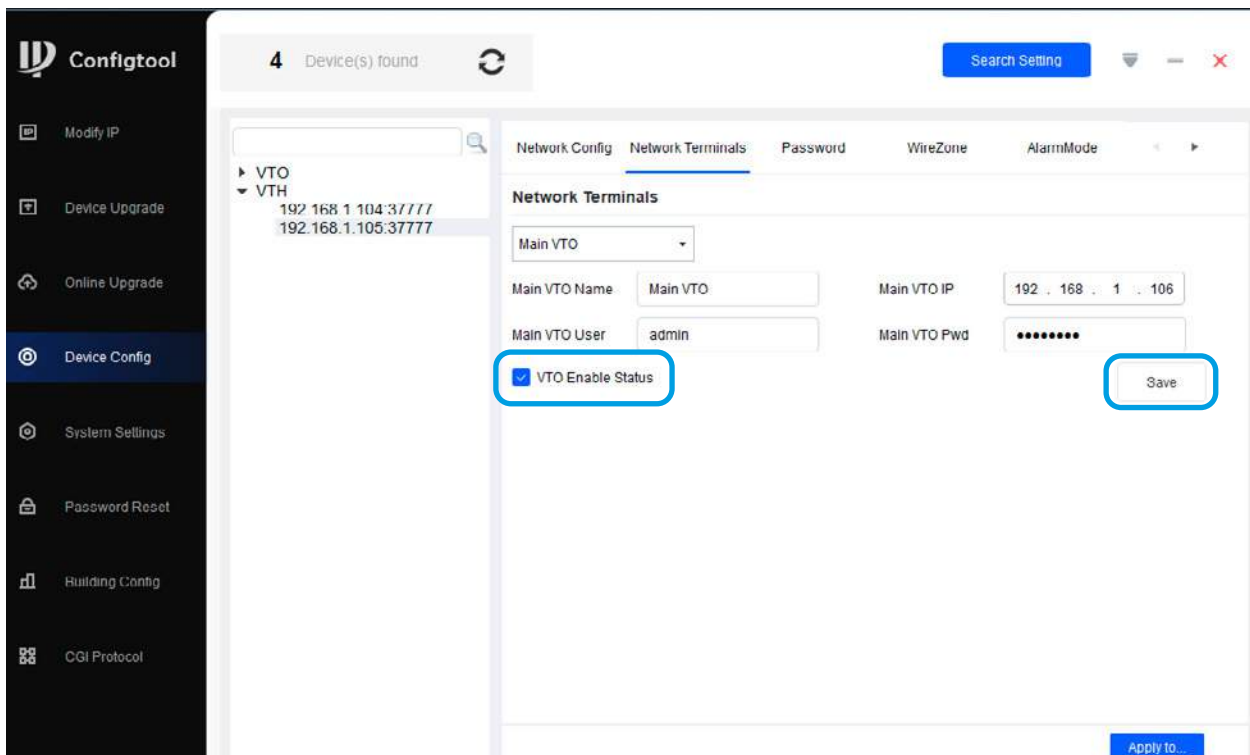 Configtool
4 Device(s) found
Search Setting
Modify IP
Device Upgrade
Online Upgrade
Device Config
System Settings
Password Reset
Building Config
CGI Protocol
VTO
VTH
192.168.1.104:37777
192.168.1.105:37777
Network Config Network Terminals Password WireZone AlarmMode
Network Terminals
Main VTO
Main VTO Name Main VTO Main VTO IP 192 . 168 . 1 . 106
Main VTO User admin Main VTO Pwd ••••••••
VTO Enable Status Save
Apply to...